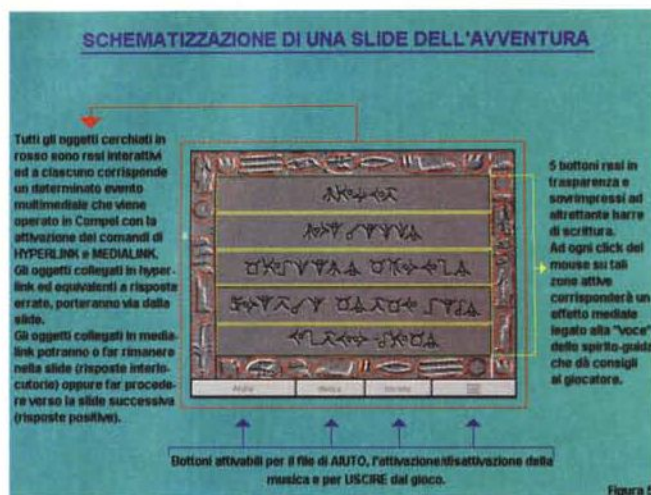 SCHEMATIZZAZIONE DI UNA SLIDE DELL'AVVENTURA
Tutti gli oggetti cerchiati in
rosso sono resi interattivi
ed a ciascuno corrisponde
un determinato evento
multimediale che viene
operato in Compel con la
attivazione dei comandi di
HYPERLINK e MEDIALINK.
Gli oggetti collegati in hyper-
link ed equivalenti a risposte
errate, porteranno via dalla
slide.
Gli oggetti collegati in media-
link potranno o far rimanere
nella slide (risposte interlo-
cutorie) oppure far procede-
re verso la slide successiva
(risposte positive).
5 bottoni resi in
trasparenza e
sovrimpressi ad
altrettante barre
di scrittura.
Ad ogni click del
mouse su tali
zone attive
corrisponderà un
effetto mediale
legato alla "voce"
dello spirito-guida
che dà consigli
al giocatore.
Bottoni attivabili per il file di AIUTO, l'attivazione/disattivazione della
musica e per USCIRE dal gioco.
Figura 5